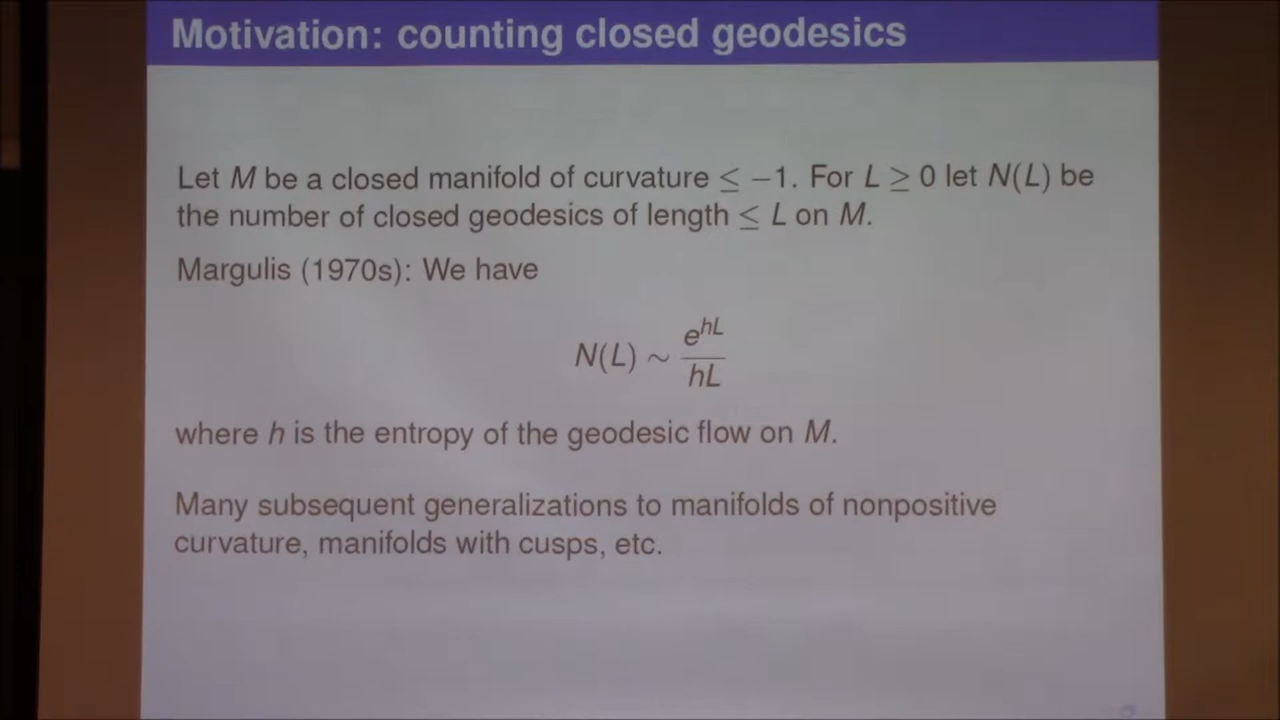 Motivation: counting closed geodesics
Let M be a closed manifold of curvature ≤ −1. For L ≥ 0 let N(L) be
the number of closed geodesics of length ≤ L on M.
Margulis (1970s): We have
N(L) ~ e^{hL} / hL
where h is the entropy of the geodesic flow on M.
Many subsequent generalizations to manifolds of nonpositive
curvature, manifolds with cusps, etc.